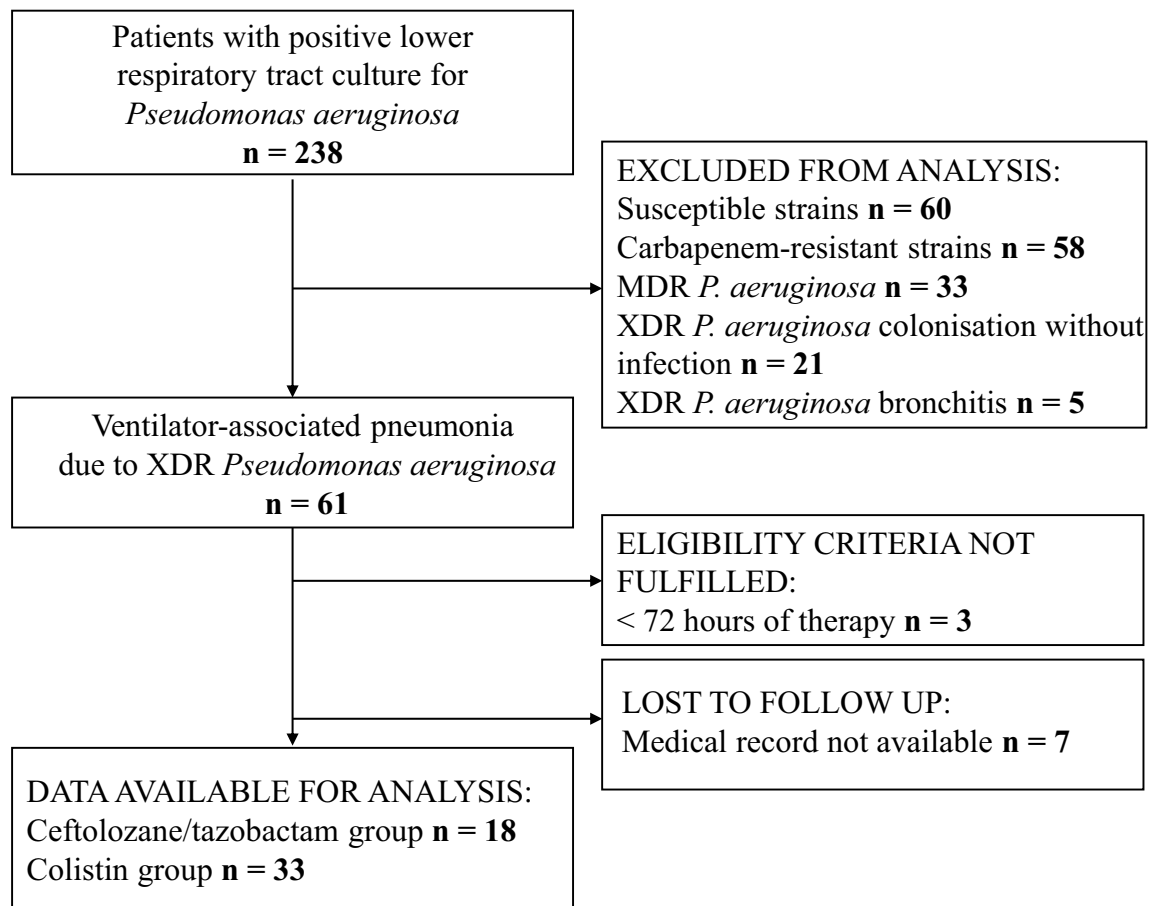 Patients with positive lower
respiratory tract culture for
Pseudomonas aeruginosa
n = 238
EXCLUDED FROM ANALYSIS:
Susceptible strains n = 60
Carbapenem-resistant strains n = 58
MDR P. aeruginosa n = 33
XDR P. aeruginosa colonisation without
infection n = 21
XDR P. aeruginosa bronchitis n = 5
Ventilator-associated pneumonia
due to XDR Pseudomonas aeruginosa
n = 61
ELIGIBILITY CRITERIA NOT
FULFILLED:
< 72 hours of therapy n = 3
LOST TO FOLLOW UP:
Medical record not available n = 7
DATA AVAILABLE FOR ANALYSIS:
Ceftolozane/tazobactam group n = 18
Colistin group n = 33